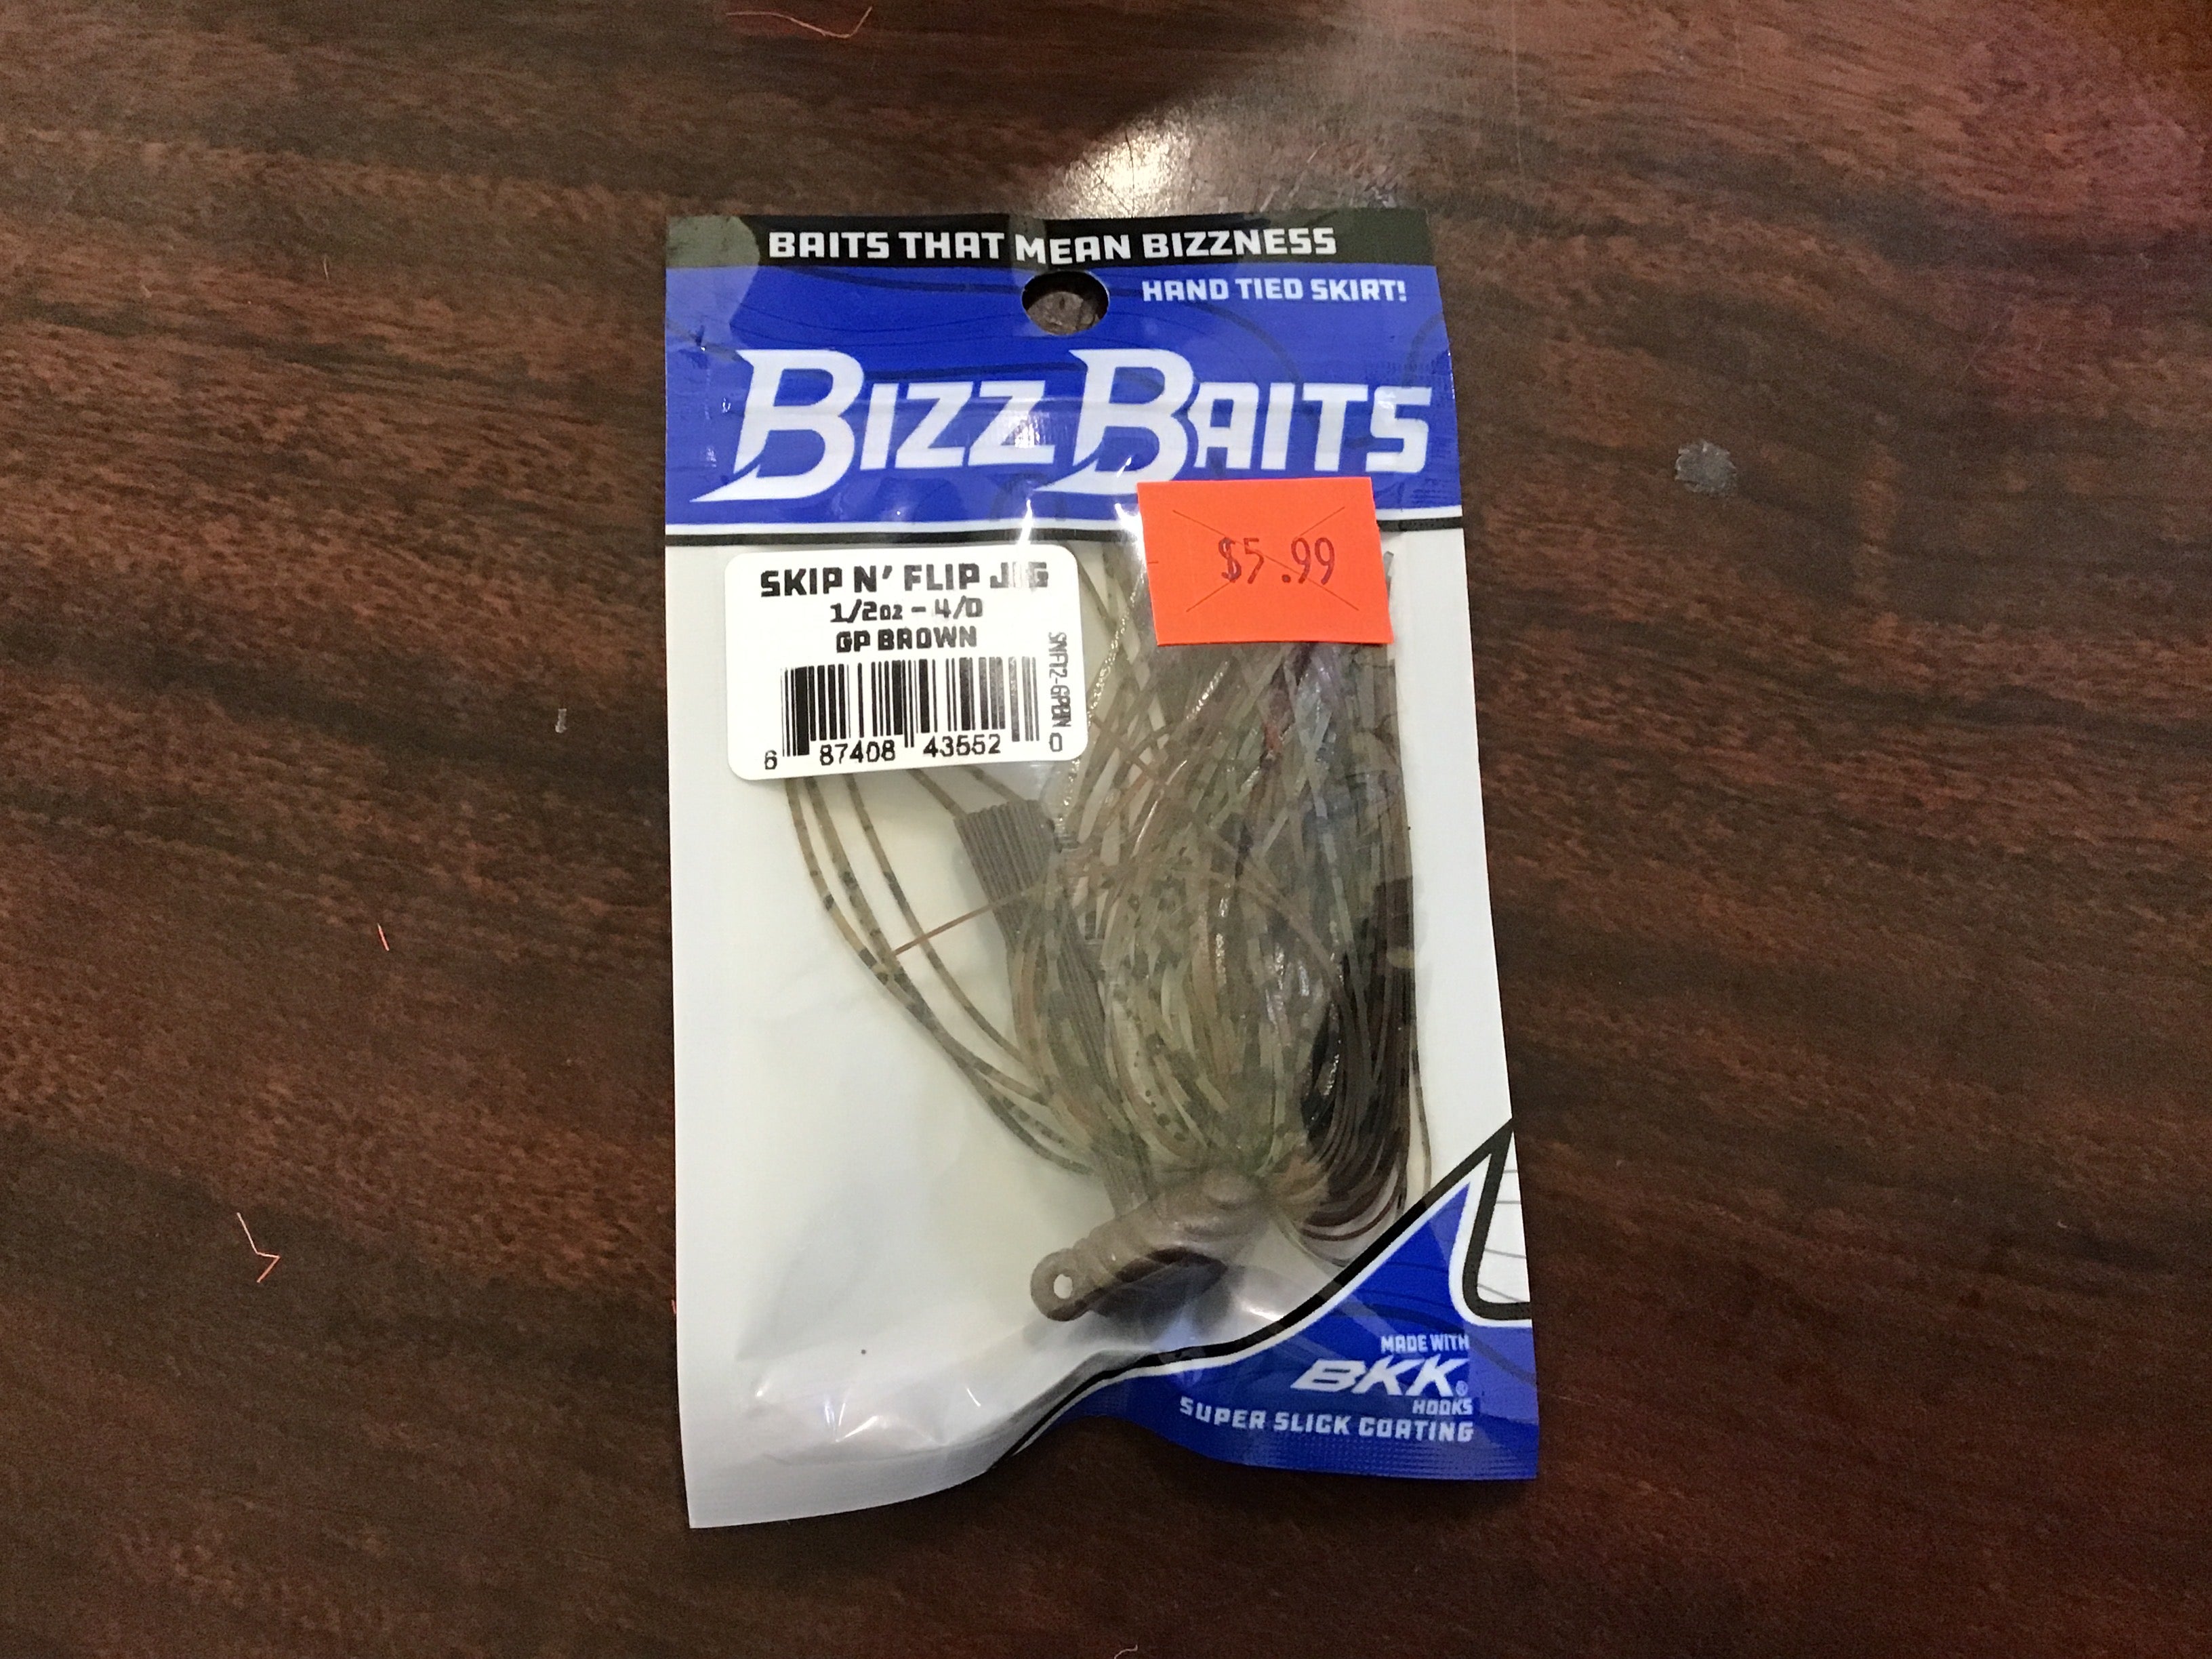 BAITS THAT MEAN BIZZNESS
HAND TIED SKIRT!
BIZZ BAITS
$5.99
SKIP N' FLIP JIG
1/2oz - 4/0
GP BROWN
6 87408 43552 0
MADE WITH
BKK®
HOOKS
SUPER SLICK COATING